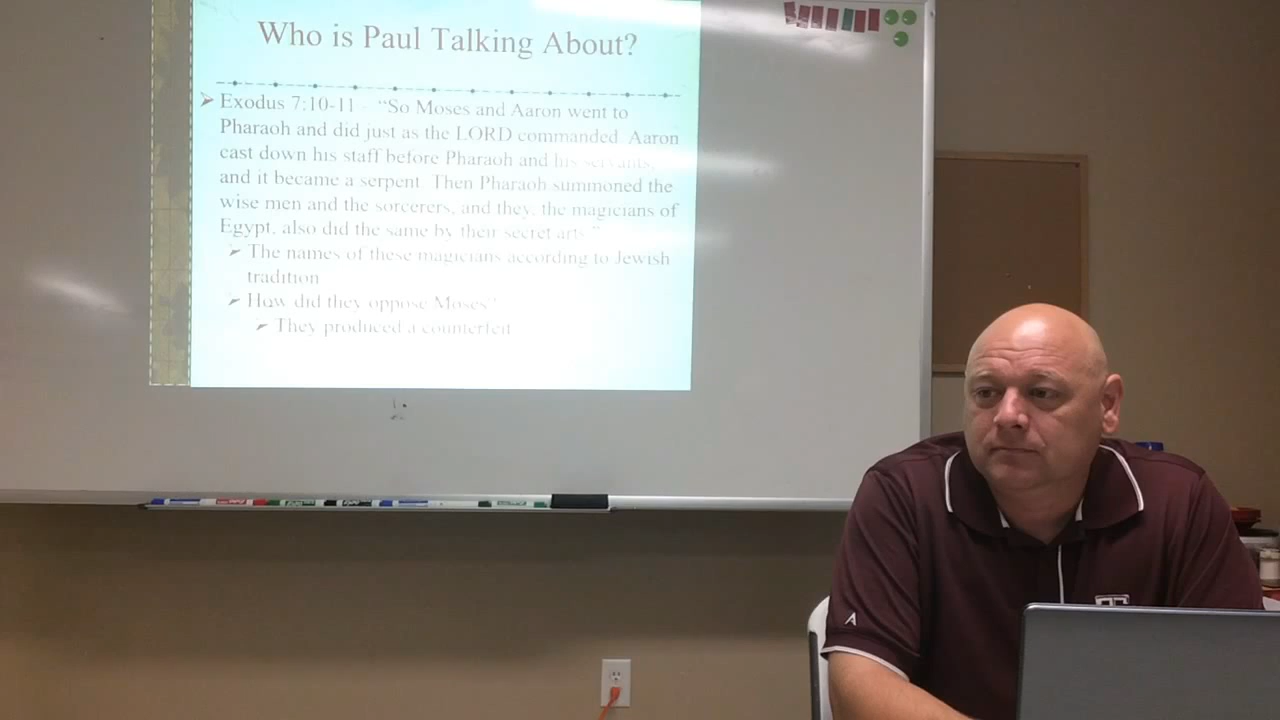 Who is Paul Talking About?
Exodus 7:10-11 - "So Moses and Aaron went to
Pharaoh and did just as the LORD commanded. Aaron
cast down his staff before Pharaoh and his servants,
and it became a serpent. Then Pharaoh summoned the
wise men and the sorcerers, and they, the magicians of
Egypt, also did the same by their secret arts."
The names of these magicians according to Jewish
tradition
How did they oppose Moses?
They produced a counterfeit